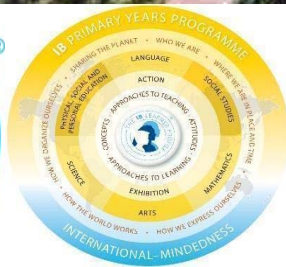 IB PRIMARY YEARS PROGRAMME
SHARING THE PLANET • WHO WE ARE • WHERE WE ARE IN PLACE AND TIME • HOW WE EXPRESS OURSELVES • HOW THE WORLD WORKS • HOW WE ORGANIZE OURSELVES •
LANGUAGE
SOCIAL STUDIES
MATHEMATICS
ARTS
SCIENCE
PHYSICAL, SOCIAL AND
PERSONAL EDUCATION
ACTION
ATTITUDES
EXHIBITION
CONCEPTS
APPROACHES TO TEACHING
APPROACHES TO LEARNING
INTERNATIONAL-MINDEDNESS